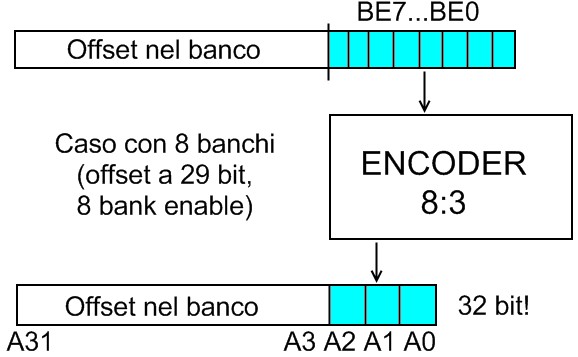 BE7...BE0
Offset nel banco
Caso con 8 banchi
(offset a 29 bit,
8 bank enable)
ENCODER
8:3
Offset nel banco
32 bit!
A31 A3 A2 A1 A0